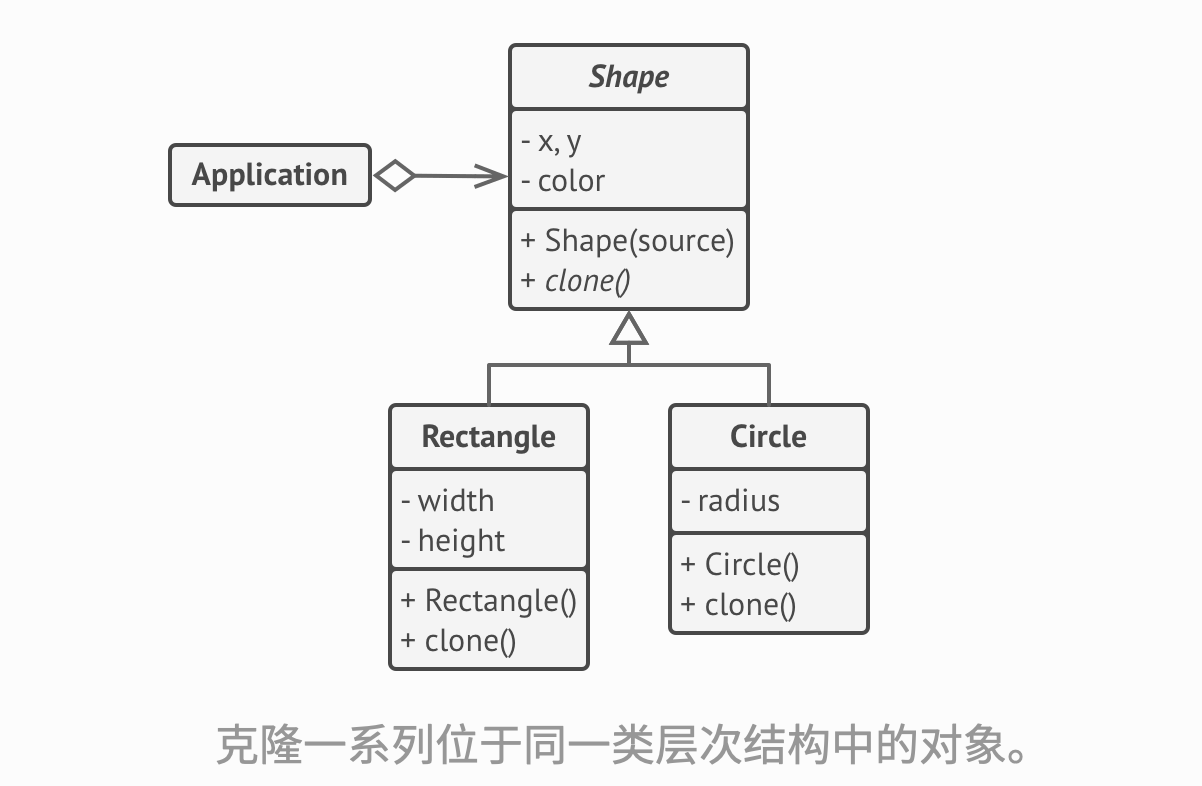 Shape
- x, y
- color
+ Shape(source)
+ clone()
Application
Rectangle
- width
- height
+ Rectangle()
+ clone()
Circle
- radius
+ Circle()
+ clone()
克隆一系列位于同一类层次结构中的对象。